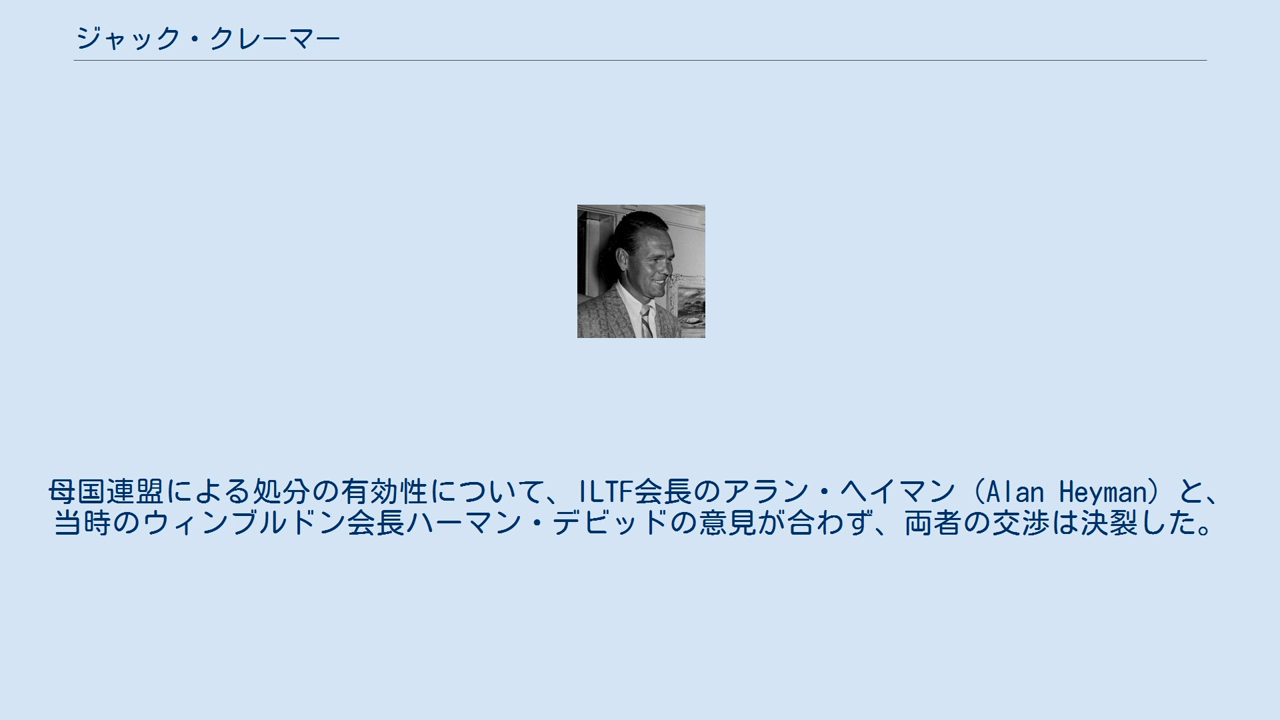 ジャック・クレーマー
母国連盟による処分の有効性について、ILTF会長のアラン・ヘイマン（Alan Heyman）と、
当時のウィンブルドン会長ハーマン・デビッドの意見が合わず、両者の交渉は決裂した。